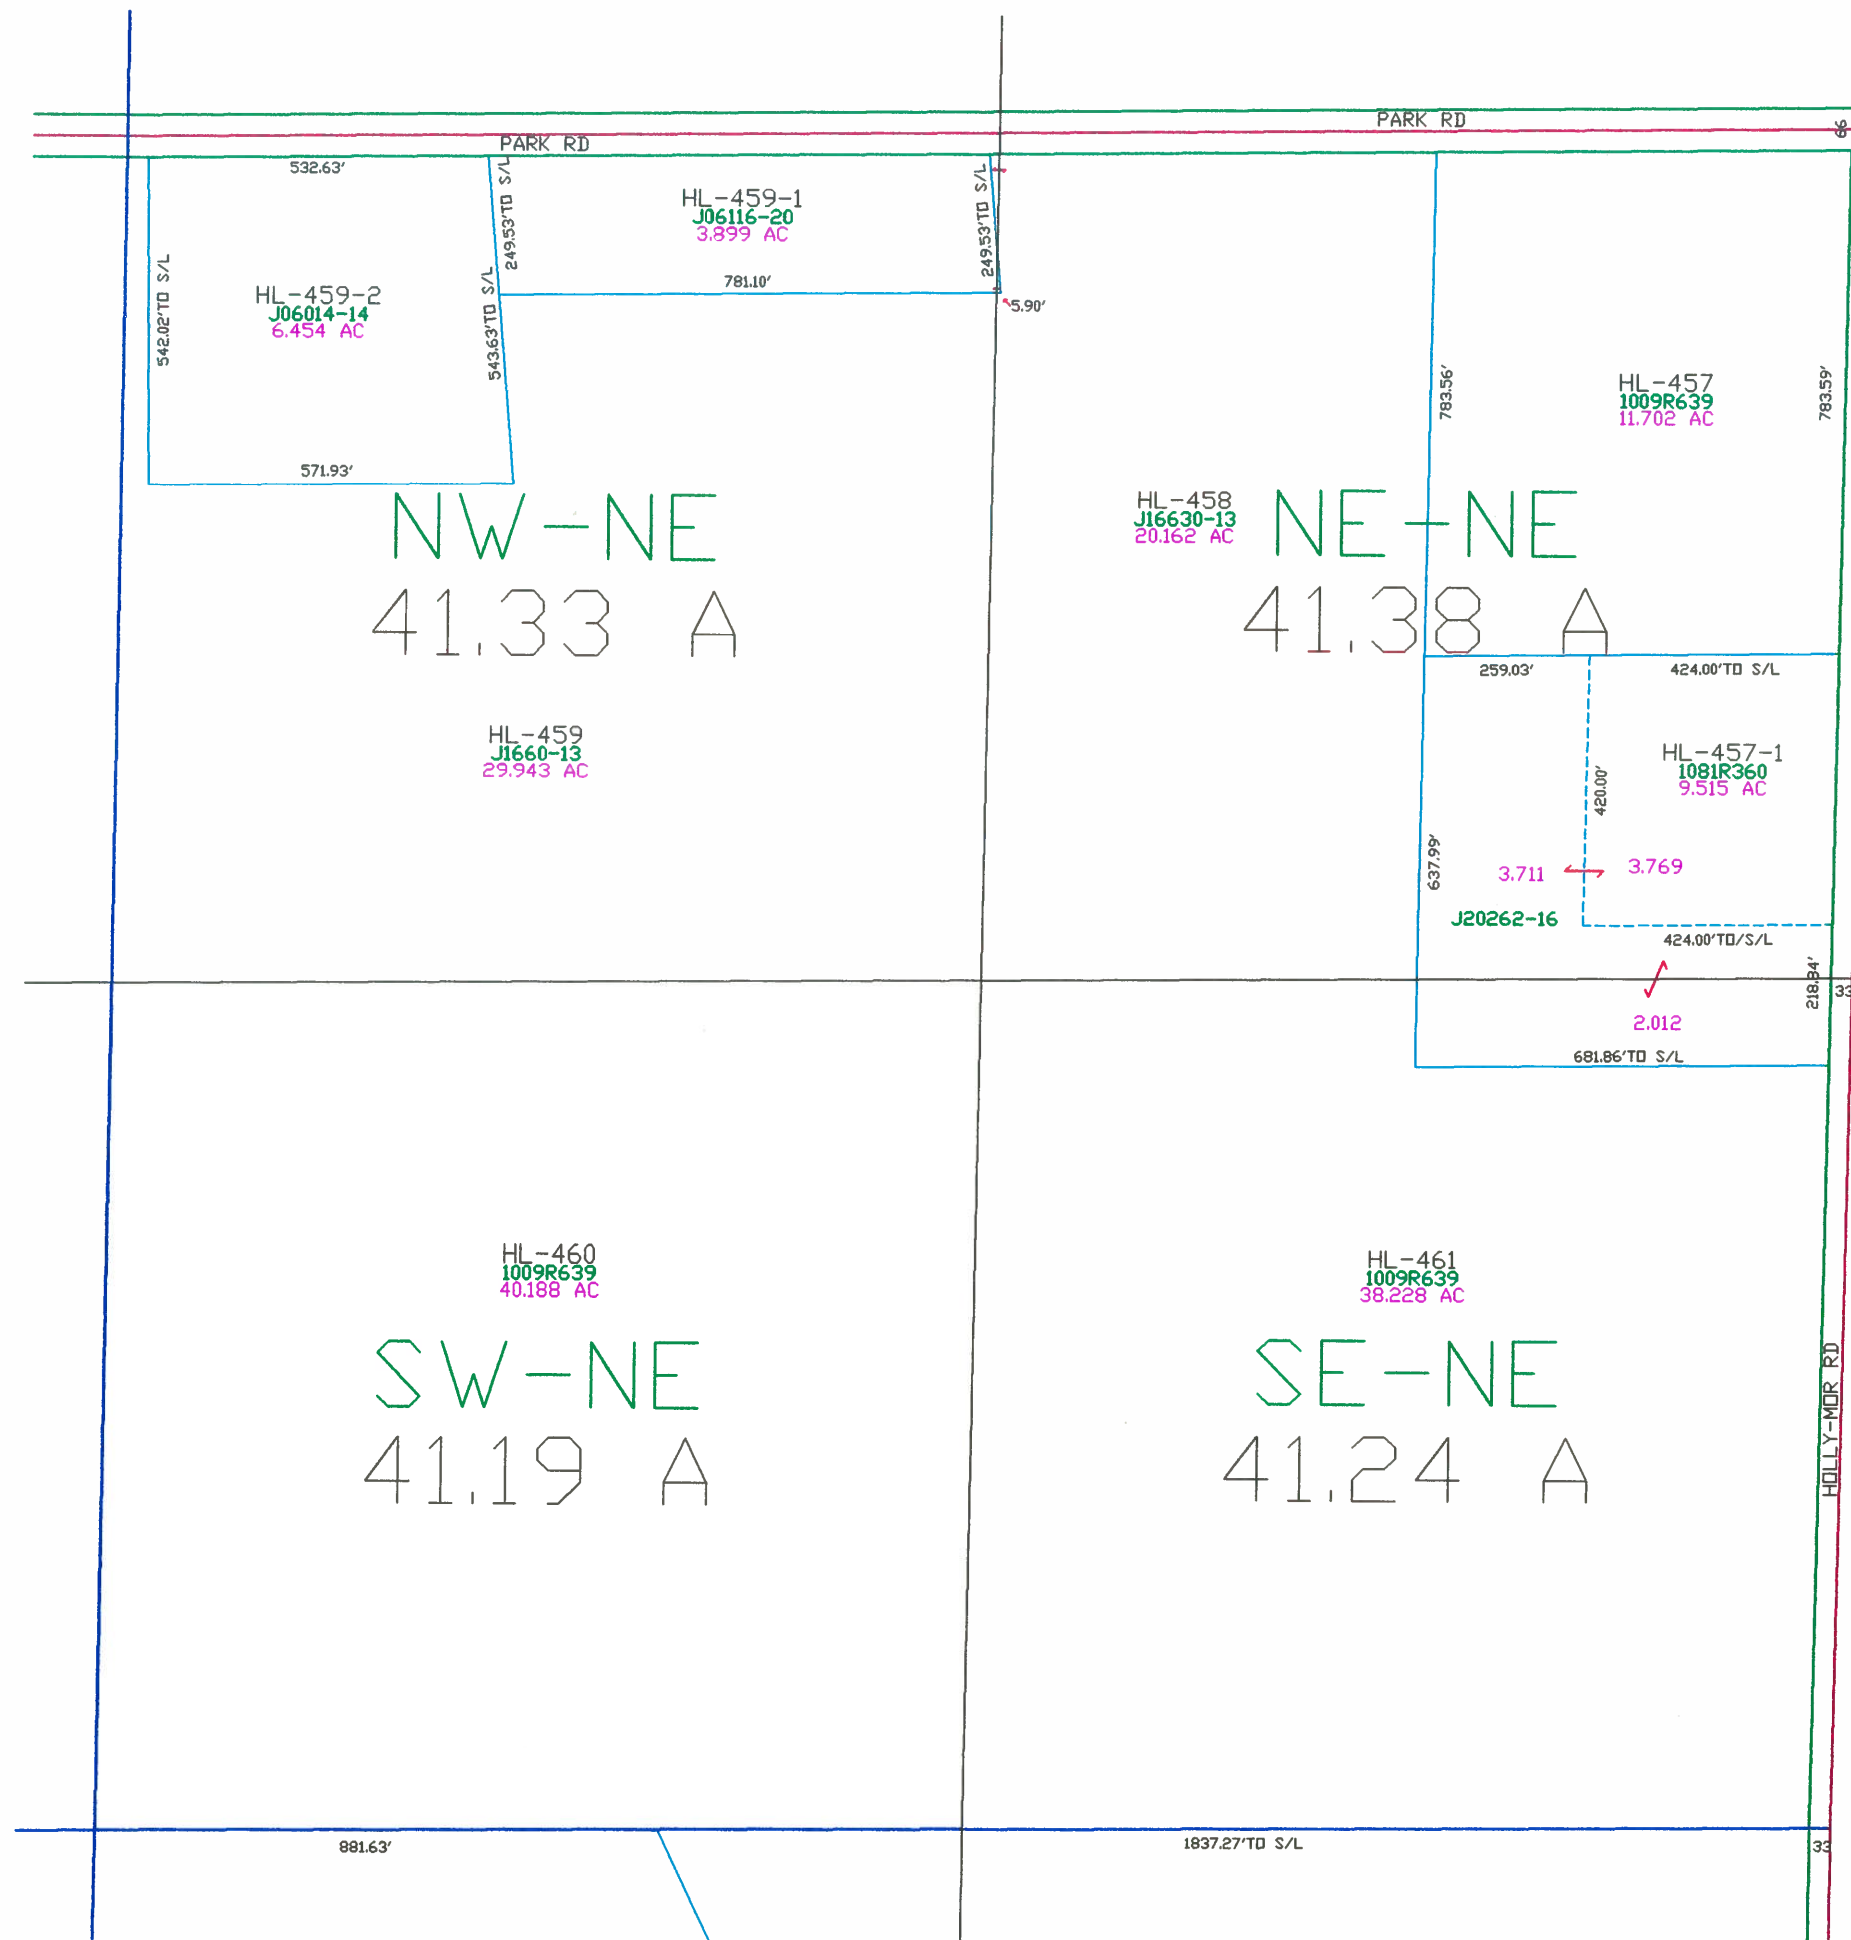 PARK RD
66
PARK RD
532.63'
249.53'TO S/L
HL-459-1
J06116-20
3.899 AC
249.53'TO S/L
781.10'
5.90'
542.02'TO S/L
HL-459-2
J06014-14
6.454 AC
543.63'TO S/L
571.93'
783.56'
HL-457
1009R639
11.702 AC
783.59'
NW-NE
41.33 A
HL-458
J16630-13
20.162 AC
NE-NE
41.38 A
259.03'
424.00'TO S/L
HL-459
J1660-13
29.943 AC
HL-457-1
1081R360
9.515 AC
420.00'
637.99'
3.711
3.769
J20262-16
424.00'TO/S/L
218.84'
33
2.012
681.86'TO S/L
HL-460
1009R639
40.188 AC
HL-461
1009R639
38.228 AC
SW-NE
41.19 A
SE-NE
41.24 A
HOLLY-MOR RD
881.63'
1837.27'TO S/L
33